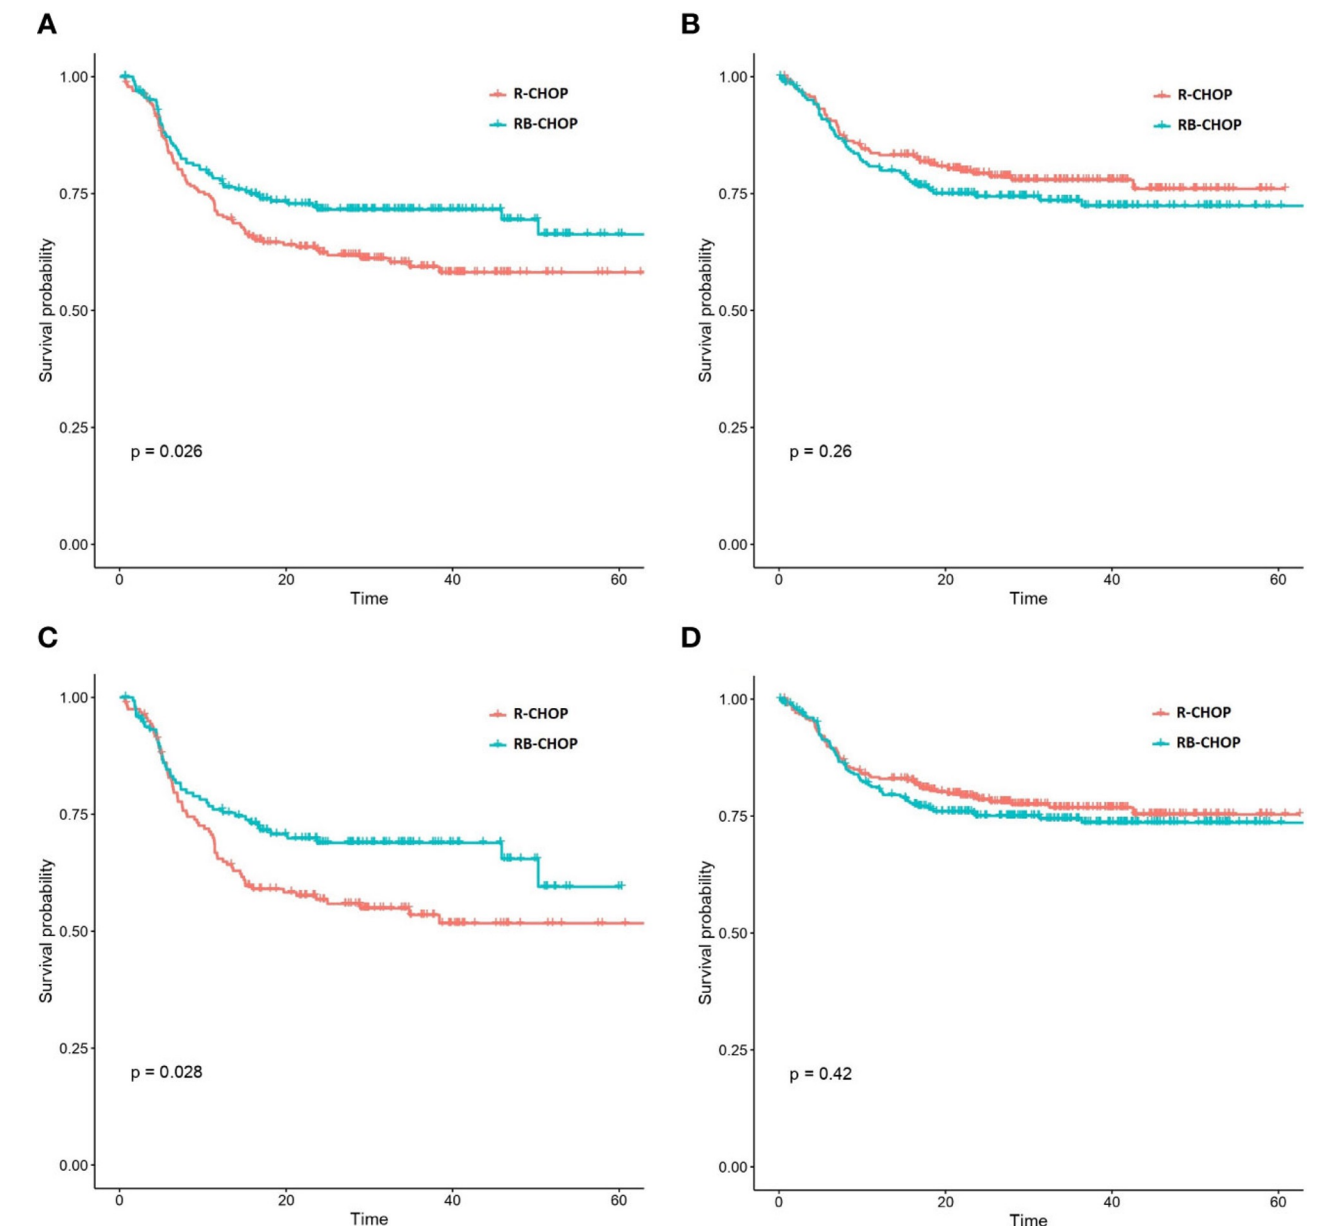 A
Survival probability
1.00
0.75
0.50
0.25
0.00
R-CHOP
RB-CHOP
p = 0.026
0 20 40 60
Time
B
Survival probability
1.00
0.75
0.50
0.25
0.00
R-CHOP
RB-CHOP
p = 0.26
0 20 40 60
Time
C
Survival probability
1.00
0.75
0.50
0.25
0.00
R-CHOP
RB-CHOP
p = 0.028
0 20 40 60
Time
D
Survival probability
1.00
0.75
0.50
0.25
0.00
R-CHOP
RB-CHOP
p = 0.42
0 20 40 60
Time